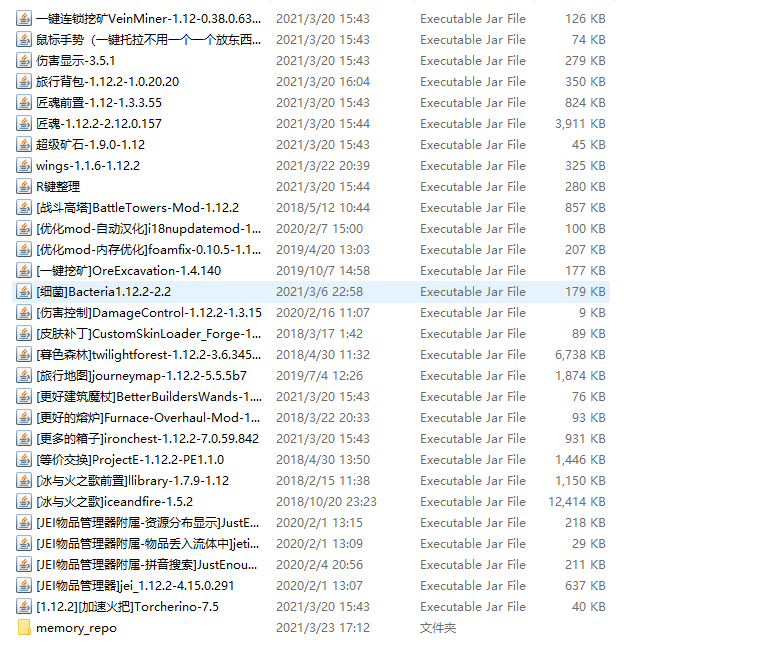 一键连锁挖矿VeinMiner-1.12-0.38.0.63... 2021/3/20 15:43 Executable Jar File 126 KB
鼠标手势（一键托拉不用一个一个放东西... 2021/3/20 15:43 Executable Jar File 74 KB
伤害显示-3.5.1 2021/3/20 15:43 Executable Jar File 279 KB
旅行背包-1.12.2-1.0.20.20 2021/3/20 16:04 Executable Jar File 350 KB
匠魂前置-1.12-1.3.3.55 2021/3/20 15:43 Executable Jar File 824 KB
匠魂-1.12.2-2.12.0.157 2021/3/20 15:44 Executable Jar File 3,911 KB
超级矿石-1.9.0-1.12 2021/3/20 15:43 Executable Jar File 45 KB
wings-1.1.6-1.12.2 2021/3/22 20:39 Executable Jar File 325 KB
R键整理 2021/3/20 15:44 Executable Jar File 280 KB
[战斗高塔]BattleTowers-Mod-1.12.2 2018/5/12 10:44 Executable Jar File 857 KB
[优化mod-自动汉化]i18nupdatemod-1... 2020/2/7 15:00 Executable Jar File 100 KB
[优化mod-内存优化]foamfix-0.10.5-1.1... 2019/4/20 13:03 Executable Jar File 207 KB
[一键挖矿]OreExcavation-1.4.140 2019/10/7 14:58 Executable Jar File 177 KB
[细菌]Bacteria1.12.2-2.2 2021/3/6 22:58 Executable Jar File 179 KB
[伤害控制]DamageControl-1.12.2-1.3.15 2020/2/16 11:07 Executable Jar File 9 KB
[皮肤补丁]CustomSkinLoader_Forge-1... 2018/3/17 1:42 Executable Jar File 89 KB
[暮色森林]twilightforest-1.12.2-3.6.345... 2018/4/30 11:32 Executable Jar File 6,738 KB
[旅行地图]journeymap-1.12.2-5.5.5b7 2019/7/4 12:26 Executable Jar File 1,874 KB
[更好建筑魔杖]BetterBuildersWands-1.... 2021/3/20 15:43 Executable Jar File 76 KB
[更好的熔炉]Furnace-Overhaul-Mod-1... 2018/3/22 20:33 Executable Jar File 93 KB
[更多的箱子]ironchest-1.12.2-7.0.59.842 2021/3/20 15:43 Executable Jar File 931 KB
[等价交换]ProjectE-1.12.2-PE1.1.0 2018/4/30 13:50 Executable Jar File 1,446 KB
[冰与火之歌前置]llibrary-1.7.9-1.12 2018/2/15 11:38 Executable Jar File 1,150 KB
[冰与火之歌]iceandfire-1.5.2 2018/10/20 23:23 Executable Jar File 12,414 KB
[JEI物品管理器附属-资源分布显示]JustE... 2020/2/1 13:15 Executable Jar File 218 KB
[JEI物品管理器附属-物品丢入流体中]jeti... 2020/2/1 13:09 Executable Jar File 29 KB
[JEI物品管理器附属-拼音搜索]JustEnou... 2020/2/4 20:56 Executable Jar File 211 KB
[JEI物品管理器]jei_1.12.2-4.15.0.291 2020/2/1 13:07 Executable Jar File 637 KB
[1.12.2][加速火把]Torcherino-7.5 2021/3/20 15:43 Executable Jar File 40 KB
memory_repo 2021/3/23 17:12 文件夹